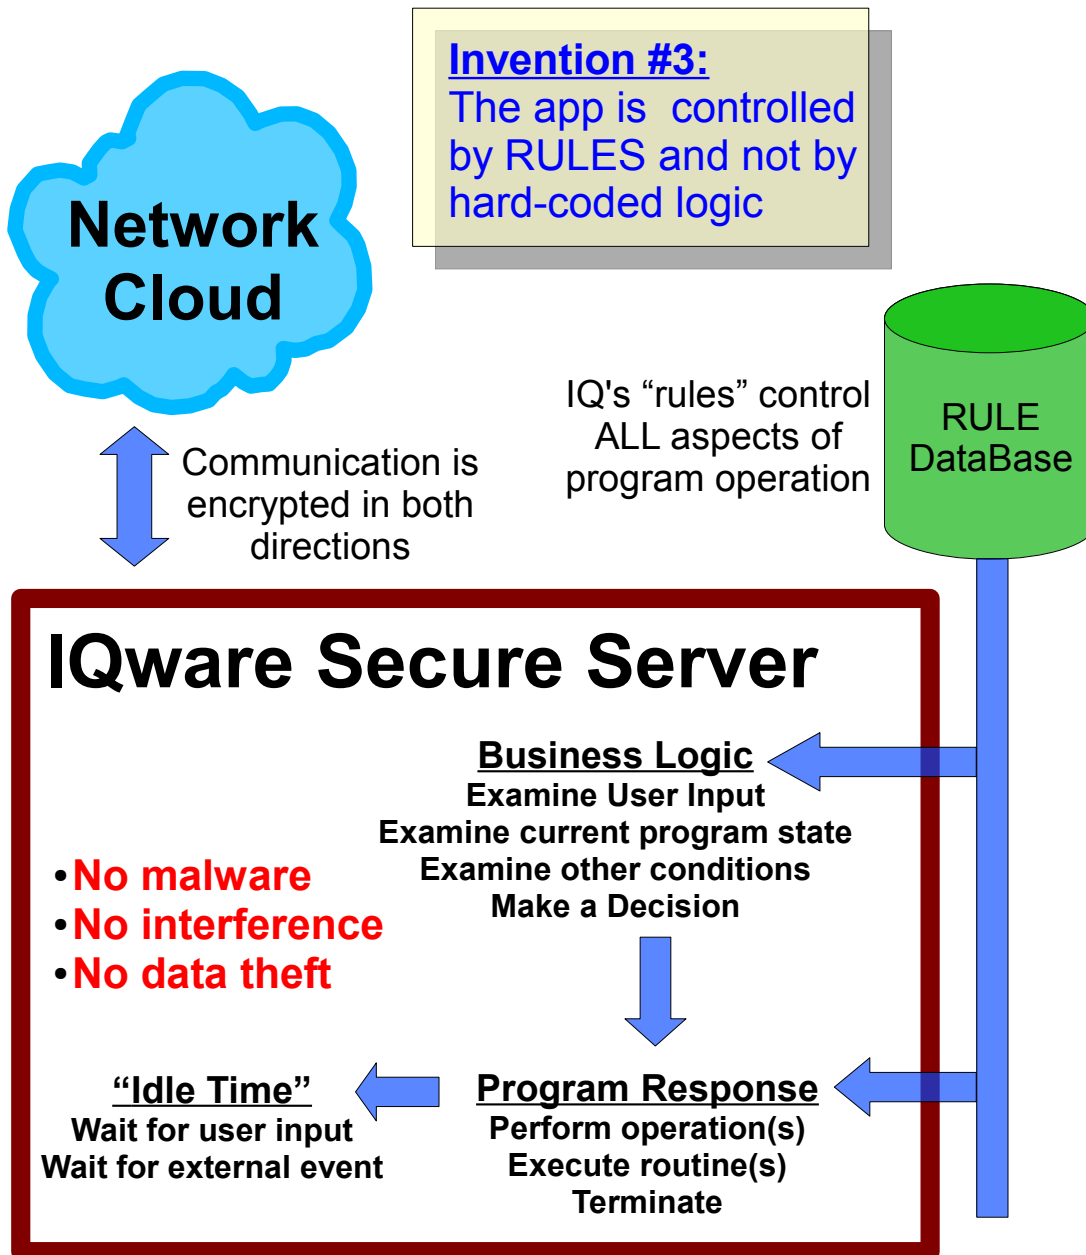 Invention #3:
The app is controlled
by RULES and not by
hard-coded logic
Network
Cloud
IQ's “rules” control
ALL aspects of
program operation
RULE
DataBase
Communication is
encrypted in both
directions
IQware Secure Server
Business Logic
Examine User Input
Examine current program state
Examine other conditions
Make a Decision
•No malware
•No interference
•No data theft
“Idle Time”
Wait for user input
Wait for external event
Program Response
Perform operation(s)
Execute routine(s)
Terminate